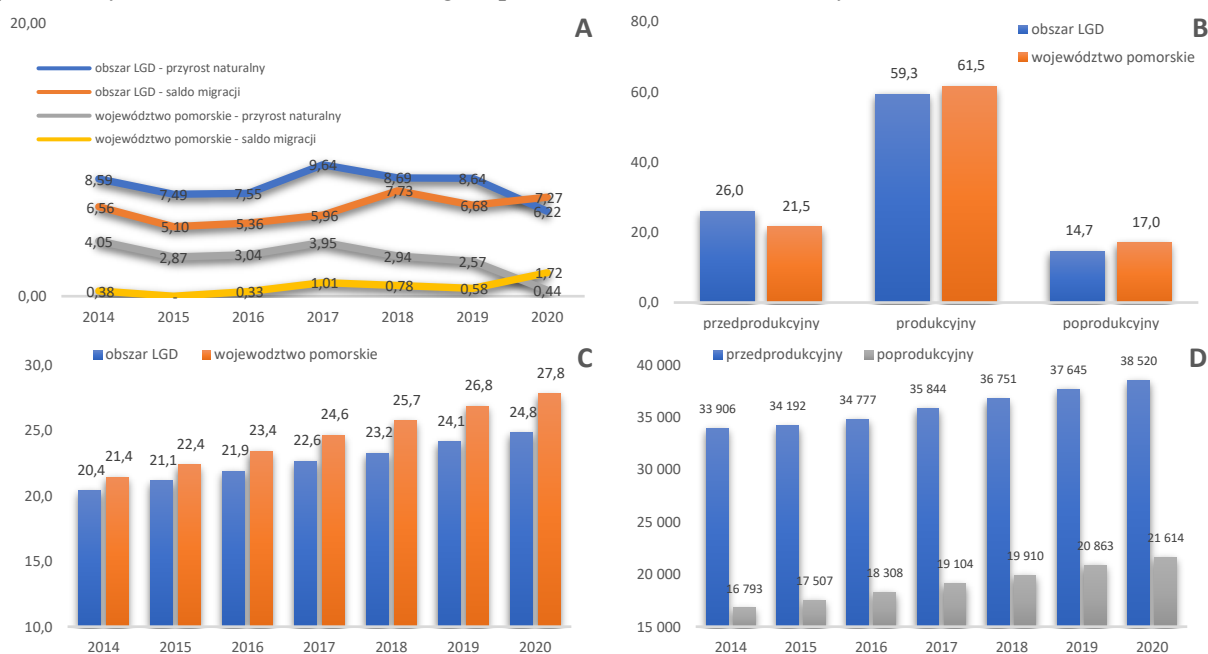 20,00
A
obszar LGD - przyrost naturalny
obszar LGD - saldo migracji
województwo pomorskie - przyrost naturalny
województwo pomorskie - saldo migracji
8,59 7,49 7,55 9,64 8,69 8,64 6,22
6,56 5,10 5,36 5,96 7,73 6,68 7,27
4,05 2,87 3,04 3,95 2,94 2,57 0,44
0,38 0,33 1,01 0,78 0,58 1,72
0,00
2014 2015 2016 2017 2018 2019 2020
B
obszar LGD
województwo pomorskie
80,0
60,0
40,0
20,0
0,0
26,0 21,5 59,3 61,5 14,7 17,0
przedprodukcyjny produkcyjny poprodukcyjny
C
obszar LGD wojewodztwo pomorskie
30,0
25,0
20,0
15,0
10,0
20,4 21,4 21,1 22,4 21,9 23,4 22,6 24,6 23,2 25,7 24,1 26,8 24,8 27,8
2014 2015 2016 2017 2018 2019 2020
D
przedprodukcyjny poprodukcyjny
40 000
35 000
30 000
25 000
20 000
15 000
33 906 34 192 34 777 35 844 36 751 37 645 38 520
16 793 17 507 18 308 19 104 19 910 20 863 21 614
2014 2015 2016 2017 2018 2019 2020